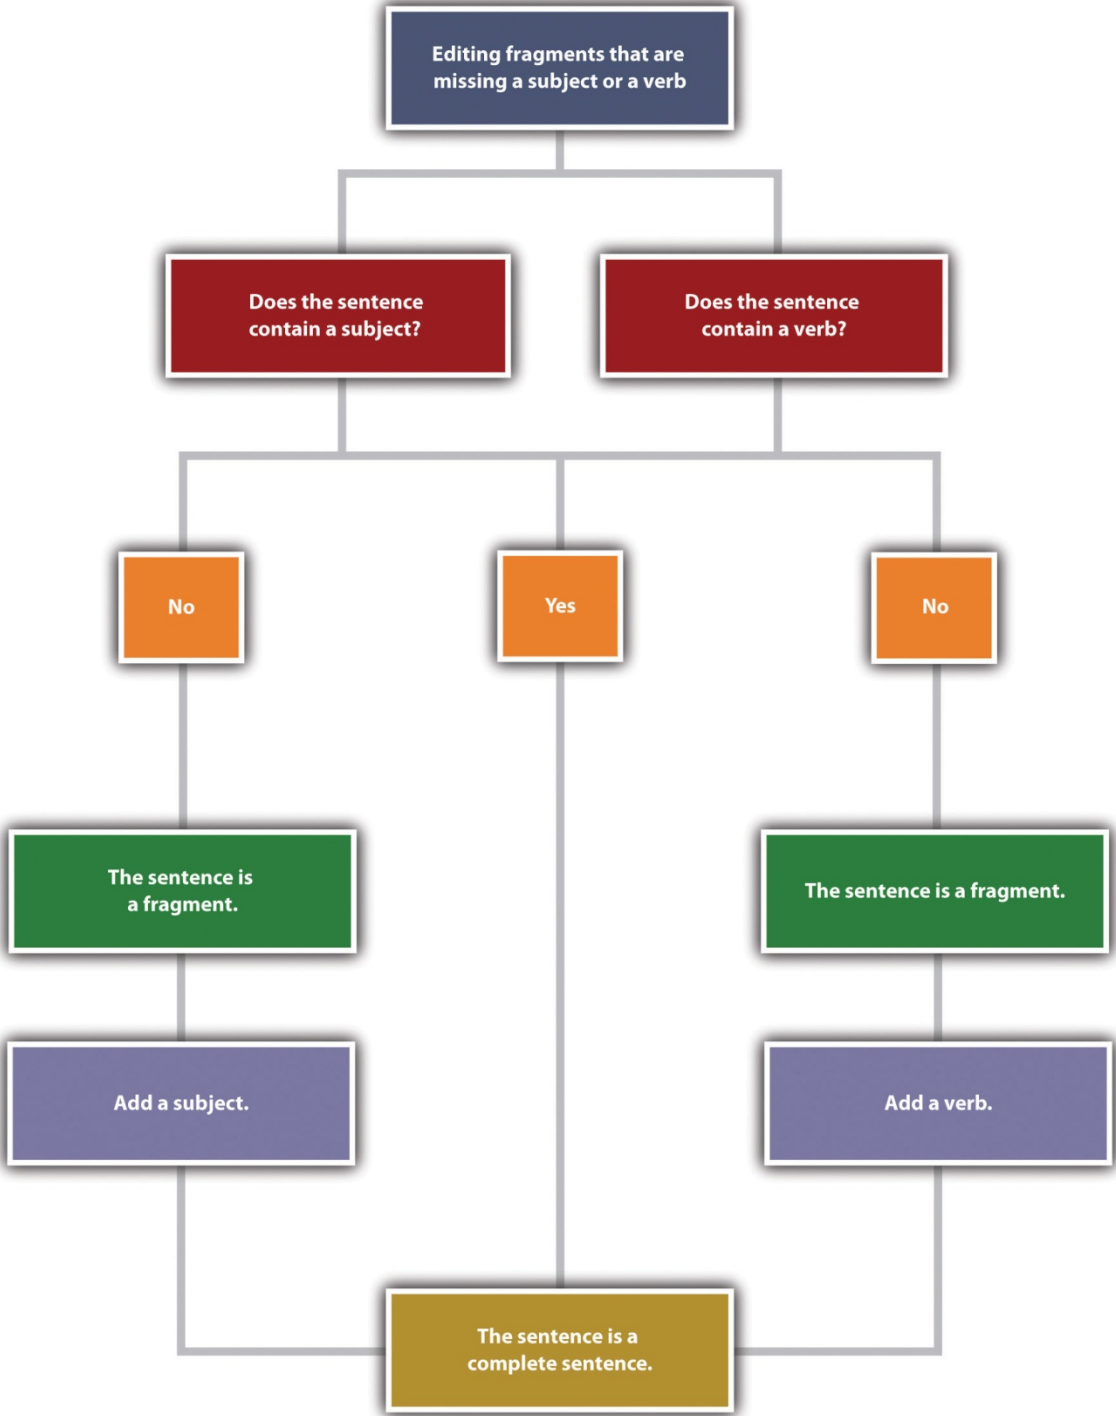 Editing fragments that are
missing a subject or a verb
Does the sentence
contain a subject?
Does the sentence
contain a verb?
No
Yes
No
The sentence is
a fragment.
The sentence is a fragment.
Add a subject.
Add a verb.
The sentence is a
complete sentence.